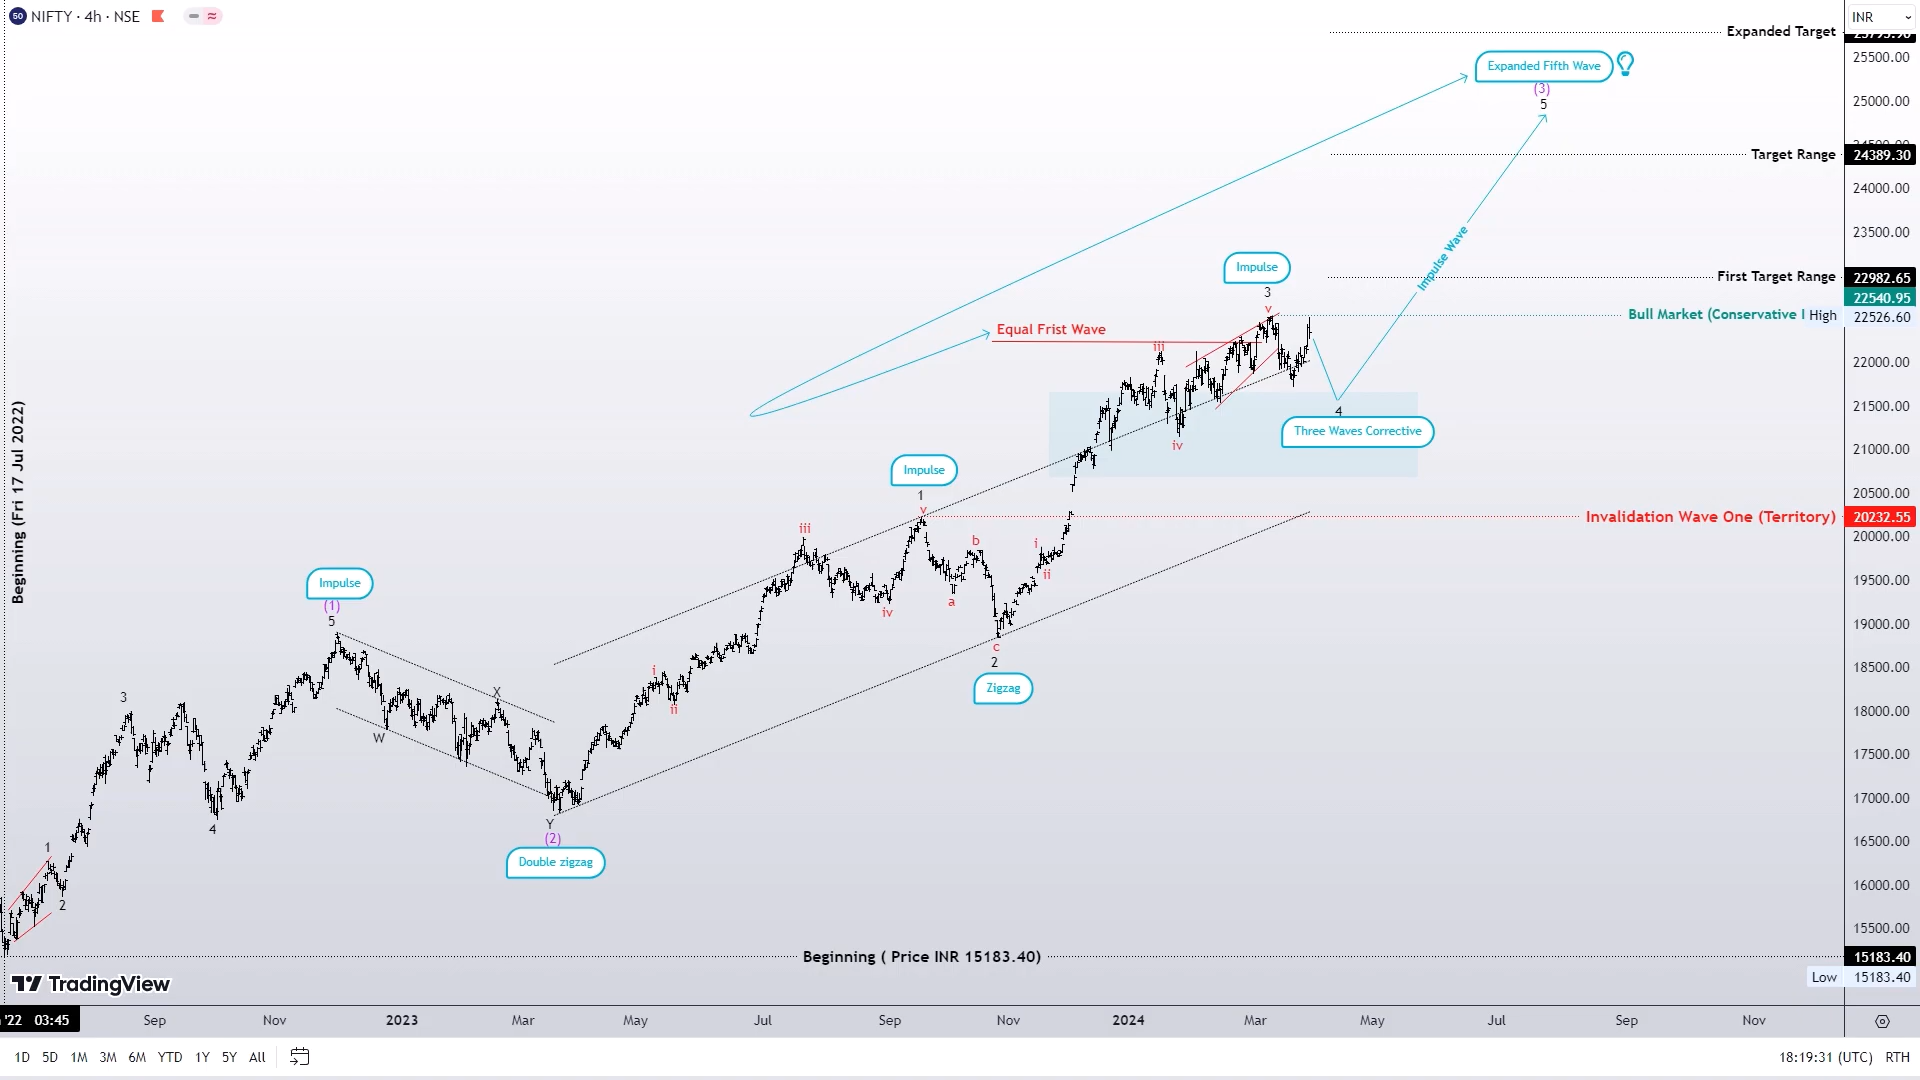 50 NIFTY · 4h · NSE
INR
Expanded Target
25500.00
Expanded Fifth Wave
(3)
5
25000.00
Target Range 24389.30
24000.00
23500.00
Impulse Wave
Impulse
3
v
First Target Range 22982.65
22540.95
Bull Market (Conservative
High 22526.60
Equal Frist Wave
iii
22000.00
21500.00
4
Three Waves Corrective
iv
21000.00
Impulse
1
v
20500.00
Invalidation Wave One (Territory) 20232.55
20000.00
iii
b
i
ii
19500.00
iv
a
Beginning (Fri 17 Jul 2022)
Impulse
(1)
5
19000.00
c
2
Zigzag
18500.00
i
ii
X
3
18000.00
W
17500.00
17000.00
Y
(2)
Double zigzag
4
16500.00
1
2
16000.00
15500.00
Beginning ( Price INR 15183.40) 15183.40
Low 15183.40
TradingView
'22 03:45 Sep Nov 2023 Mar May Jul Sep Nov 2024 Mar May Jul Sep Nov
1D 5D 1M 3M 6M YTD 1Y 5Y All
18:19:31 (UTC) RTH